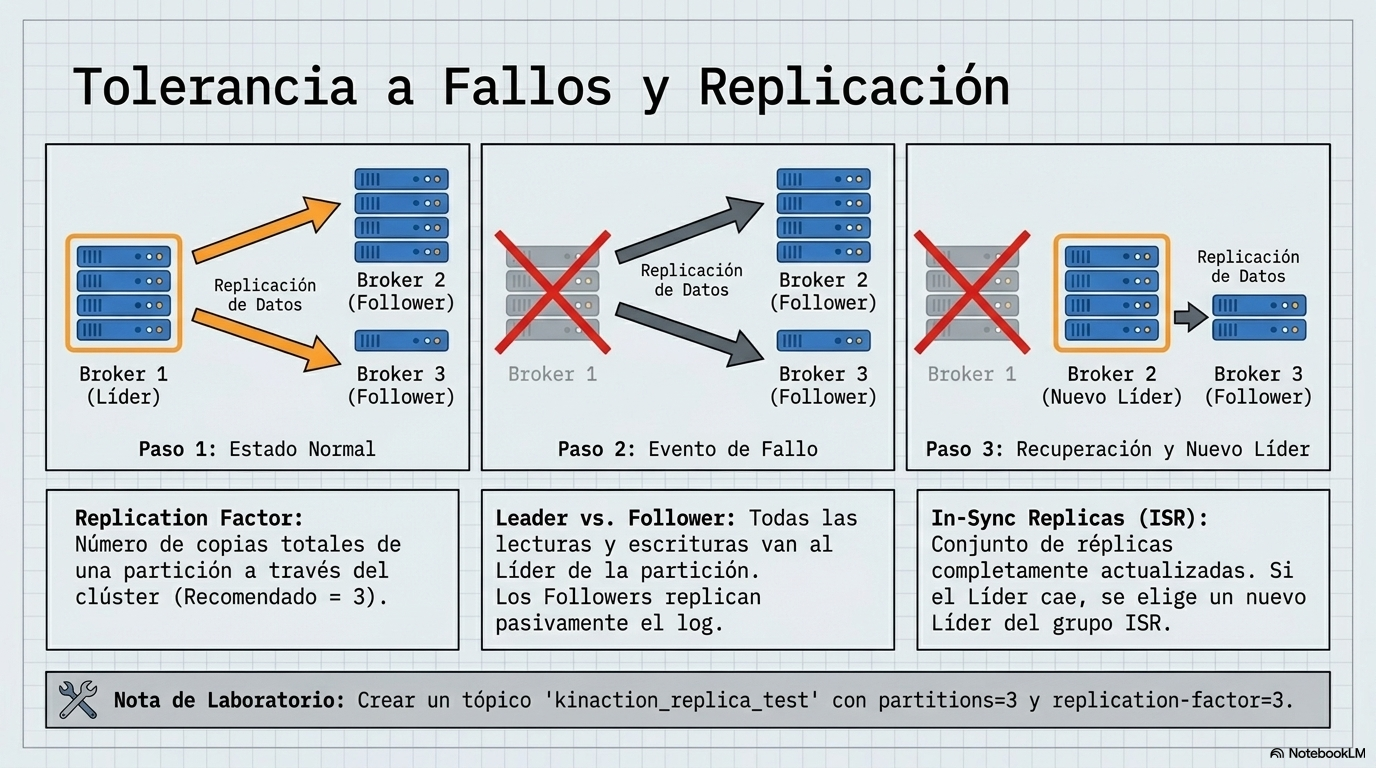 Tolerancia a Fallos y Replicación
Broker 1
(Líder)
Replicación
de Datos
Broker 2
(Follower)
Broker 3
(Follower)
Paso 1: Estado Normal
Broker 1
Replicación
de Datos
Broker 2
(Follower)
Broker 3
(Follower)
Paso 2: Evento de Fallo
Broker 1
Broker 2
(Nuevo Líder)
Replicación
de Datos
Broker 3
(Follower)
Paso 3: Recuperación y Nuevo Líder
Replication Factor:
Número de copias totales de
una partición a través del
clúster (Recomendado = 3).
Leader vs. Follower: Todas las
lecturas y escrituras van al
Líder de la partición.
Los Followers replican
pasivamente el log.
In-Sync Replicas (ISR):
Conjunto de réplicas
completamente actualizadas. Si
el Líder cae, se elige un nuevo
Líder del grupo ISR.
Nota de Laboratorio: Crear un tópico 'kinaction_replica_test' con partitions=3 y replication-factor=3.
NotebookLM